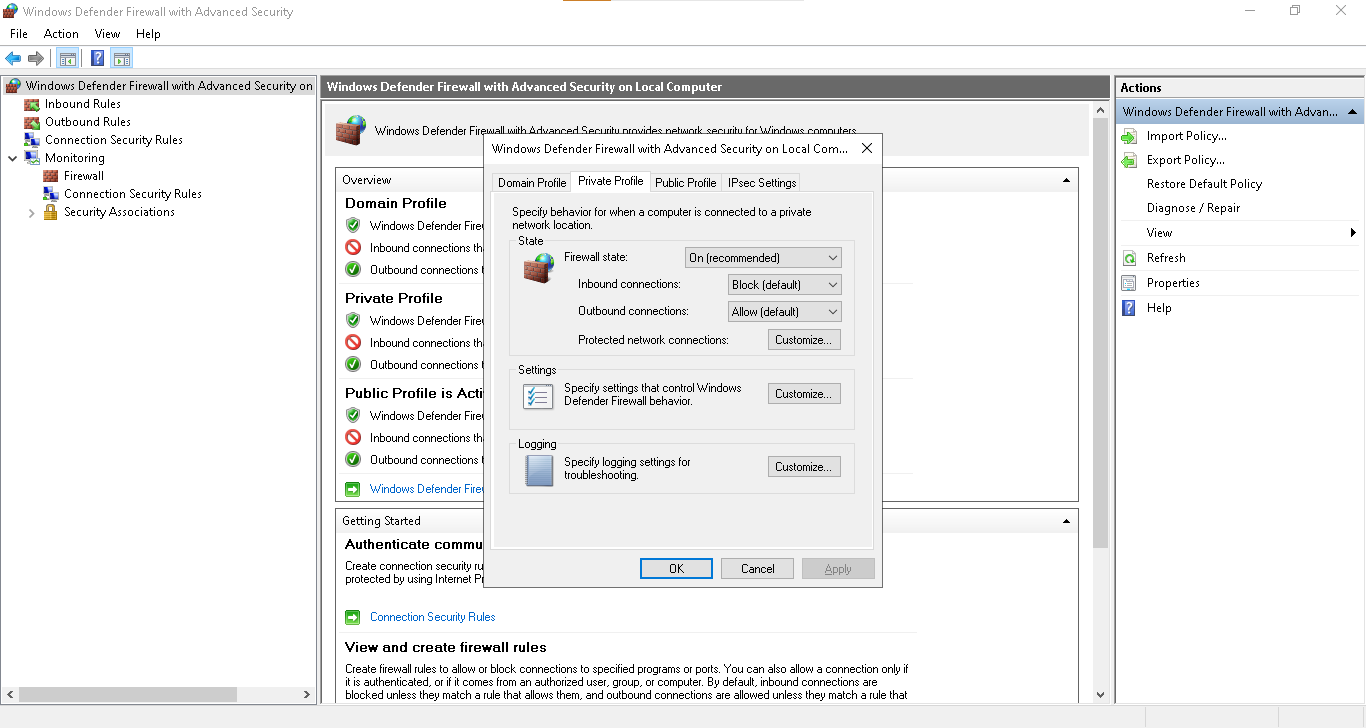 Windows Defender Firewall with Advanced Security
File Action View Help
Windows Defender Firewall with Advanced Security on
Inbound Rules
Outbound Rules
Connection Security Rules
Monitoring
Firewall
Connection Security Rules
Security Associations
Windows Defender Firewall with Advanced Security on Local Computer
Windows Defender Firewall with Advanced Security provides network security for Windows computers.
Overview
Domain Profile
Windows Defender Fire
Inbound connections tha
Outbound connections t
Private Profile
Windows Defender Fire
Inbound connections tha
Outbound connections t
Public Profile is Acti
Windows Defender Fire
Inbound connections tha
Outbound connections t
Windows Defender Fire
Getting Started
Authenticate commu
Create connection security ru
protected by using Internet Pr
Connection Security Rules
View and create firewall rules
Create firewall rules to allow or block connections to specified programs or ports. You can also allow a connection only if
it is authenticated, or if it comes from an authorized user, group, or computer. By default, inbound connections are
blocked unless they match a rule that allows them, and outbound connections are allowed unless they match a rule that
Windows Defender Firewall with Advanced Security on Local Com...
Domain Profile Private Profile Public Profile IPsec Settings
Specify behavior for when a computer is connected to a private
network location.
State
Firewall state: On (recommended)
Inbound connections: Block (default)
Outbound connections: Allow (default)
Protected network connections: Customize...
Settings
Specify settings that control Windows
Defender Firewall behavior.
Customize...
Logging
Specify logging settings for
troubleshooting.
Customize...
OK Cancel Apply
Actions
Windows Defender Firewall with Advan...
Import Policy...
Export Policy...
Restore Default Policy
Diagnose / Repair
View
Refresh
Properties
Help